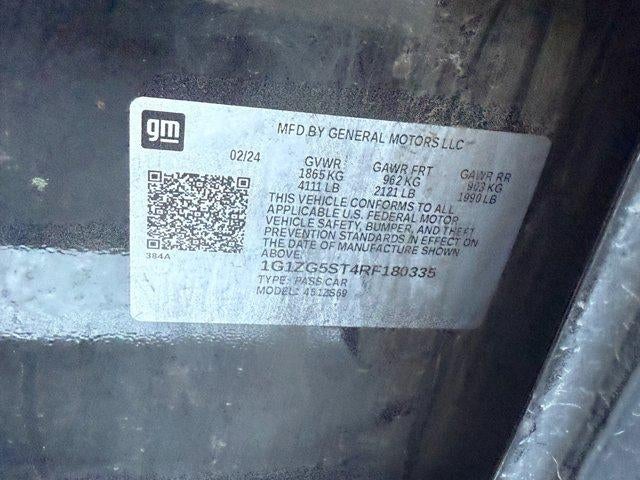 gm
MFD BY GENERAL MOTORS LLC
02/24
GVWR GAWR FRT GAWR RR
1865 KG 962 KG 903 KG
4111 LB 2121 LB 1990 LB
THIS VEHICLE CONFORMS TO ALL
APPLICABLE U.S. FEDERAL MOTOR
VEHICLE SAFETY, BUMPER, AND THEFT
PREVENTION STANDARDS IN EFFECT ON
THE DATE OF MANUFACTURE SHOWN
ABOVE.
384A
1G1ZG5ST4RF180335
TYPE: PASS CAR
MODEL: